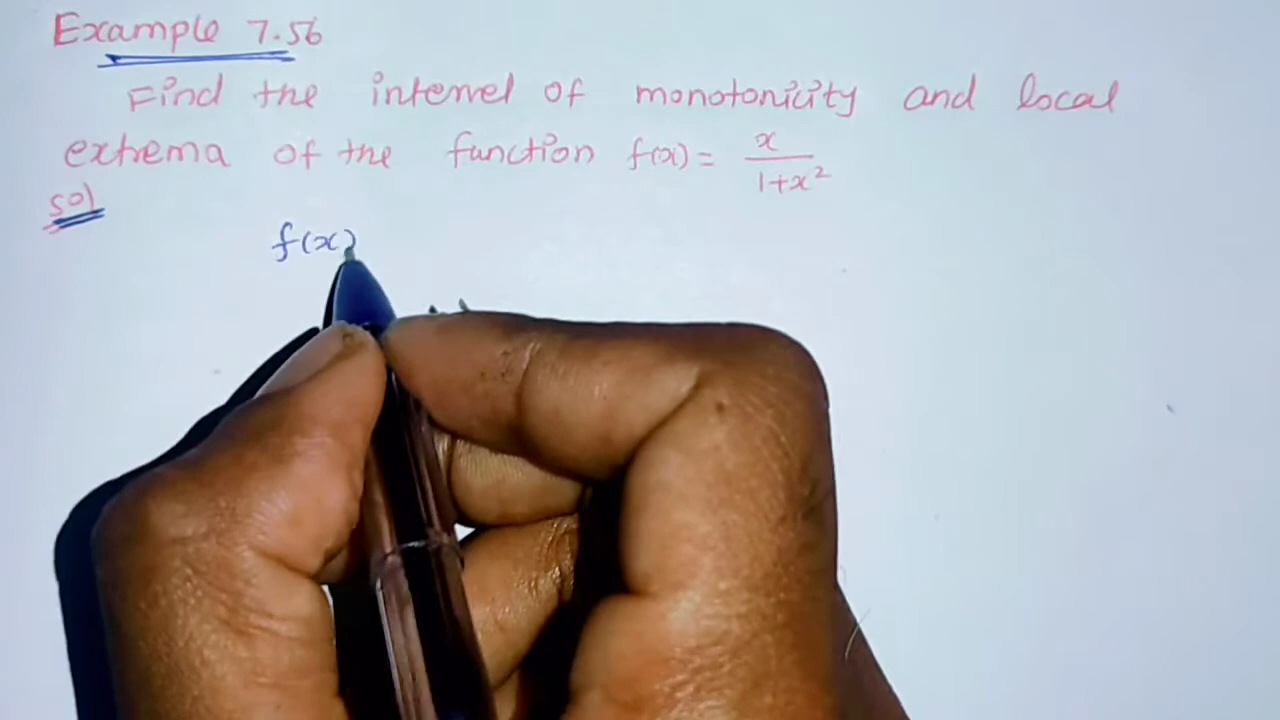 Example 7.56
Find the intervel of monotonicity and local
extrema of the function f(x) = x/1+x²
sol
f(x)